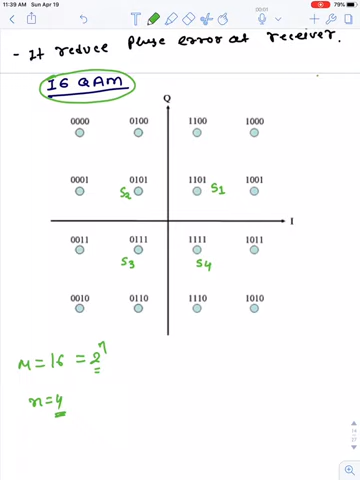 11:39 AM Sun Apr 19
79%
- It reduce phase error at receiver.
16 QAM
Q
0000 0100 1100 1000
0001 0101 1101 1001
S2 S1
I
0011 0111 1111 1011
S3 S4
0010 0110 1110 1010
M = 16 = 2^n
n = 4
14
27